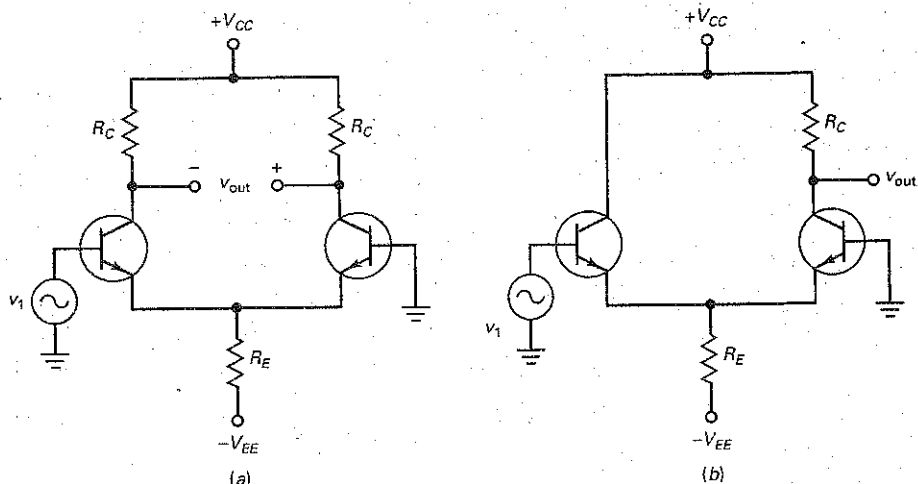 +V_CC
R_C
R_C
− v_out +
v_1
R_E
−V_EE
(a)
+V_CC
R_C
v_out
v_1
R_E
−V_EE
(b)